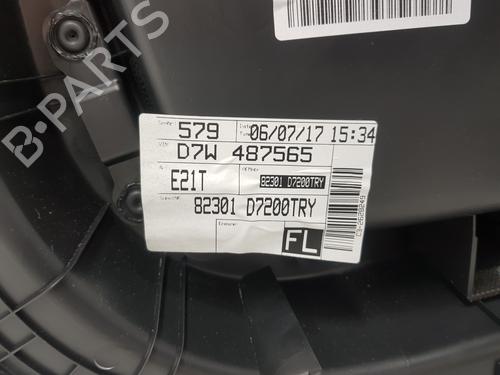 B-PARTS
579 06/07/17 15:34
D7W 487565
E21T 82301 D7200TRY
82301 D7200TRY
FL